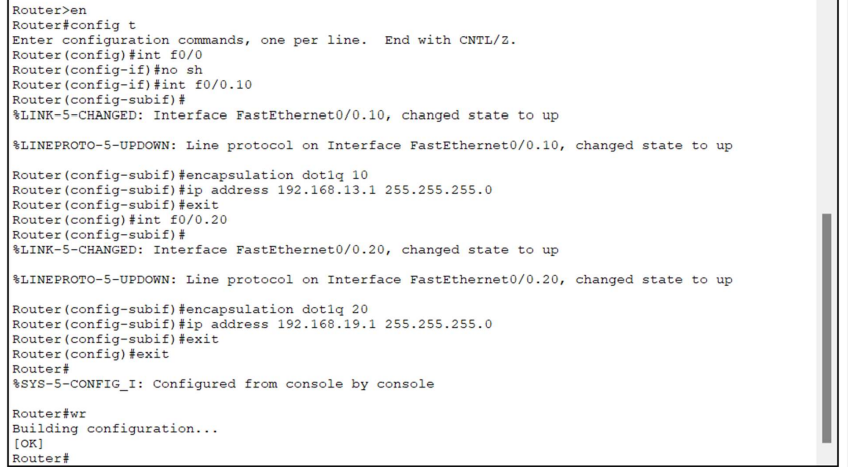 Router>en
Router#config t
Enter configuration commands, one per line.  End with CNTL/Z.
Router(config)#int f0/0
Router(config-if)#no sh
Router(config-if)#int f0/0.10
Router(config-subif)#
%LINK-5-CHANGED: Interface FastEthernet0/0.10, changed state to up
%LINEPROTO-5-UPDOWN: Line protocol on Interface FastEthernet0/0.10, changed state to up
Router(config-subif)#encapsulation dot1q 10
Router(config-subif)#ip address 192.168.13.1 255.255.255.0
Router(config-subif)#exit
Router(config)#int f0/0.20
Router(config-subif)#
%LINK-5-CHANGED: Interface FastEthernet0/0.20, changed state to up
%LINEPROTO-5-UPDOWN: Line protocol on Interface FastEthernet0/0.20, changed state to up
Router(config-subif)#encapsulation dot1q 20
Router(config-subif)#ip address 192.168.19.1 255.255.255.0
Router(config-subif)#exit
Router(config)#exit
Router#
%SYS-5-CONFIG_I: Configured from console by console
Router#wr
Building configuration...
[OK]
Router#